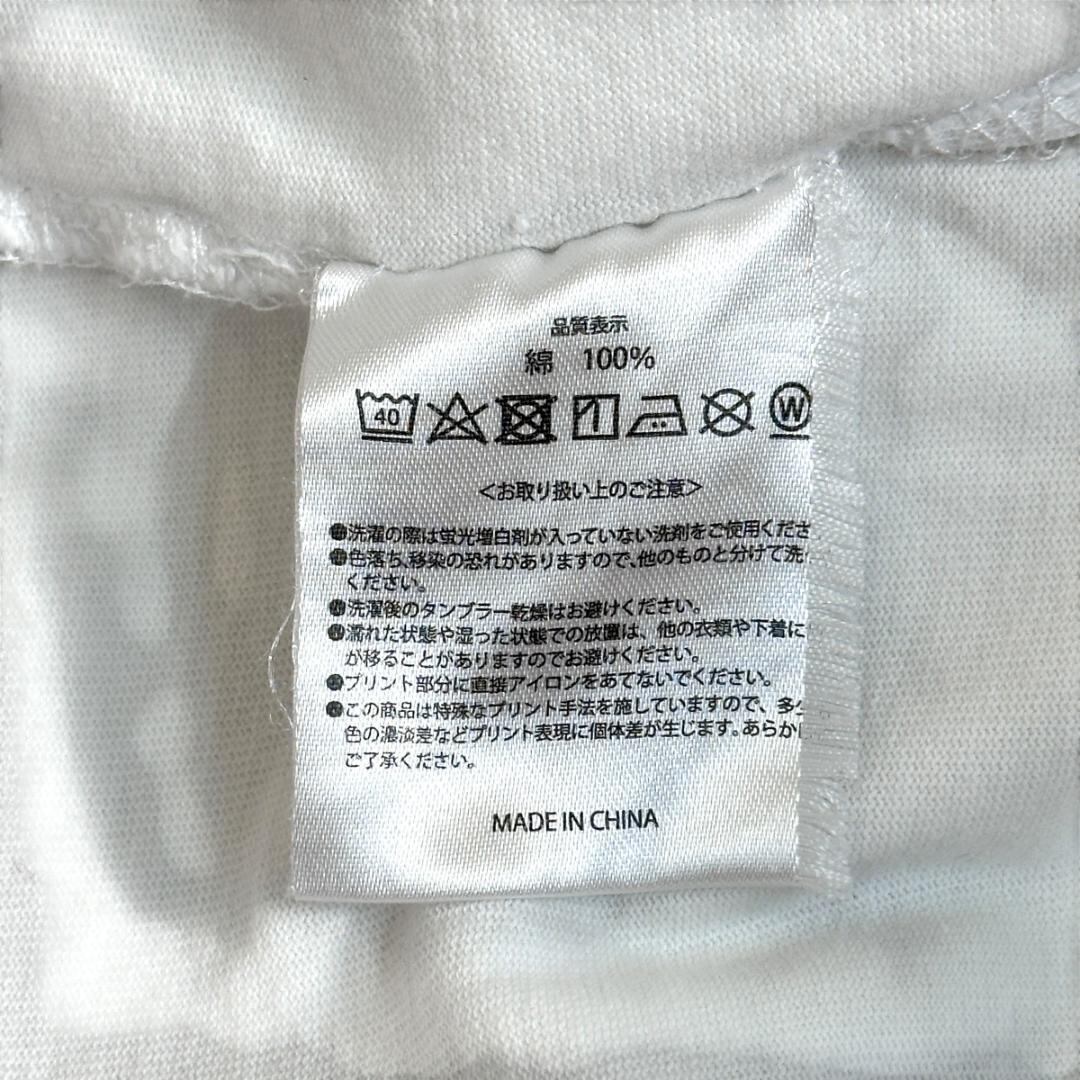 品質表示
綿 100%
40
W
<お取り扱い上のご注意>
●洗濯の際は蛍光増白剤が入っていない洗剤をご使用くださ
●色落ち、移染の恐れがありますので、他のものと分けて洗
ください。
●洗濯後のタンブラー乾燥はお避けください。
●濡れた状態や湿った状態での放置は、他の衣類や下着に
が移ることがありますのでお避けください。
●プリント部分に直接アイロンをあてないでください。
●この商品は特殊なプリント手法を施していますので、多
色の濃淡差などプリント表現に個体差が生じます。あらか
ご了承ください。
MADE IN CHINA